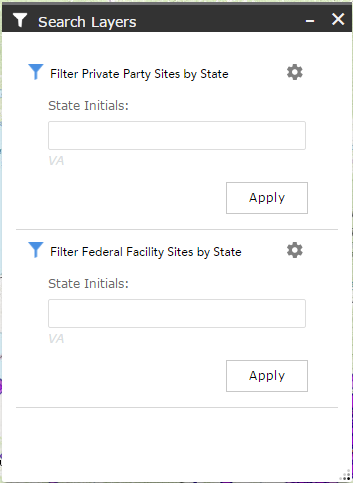 Search Layers
Filter Private Party Sites by State
State Initials:
VA
Apply
Filter Federal Facility Sites by State
State Initials:
VA
Apply